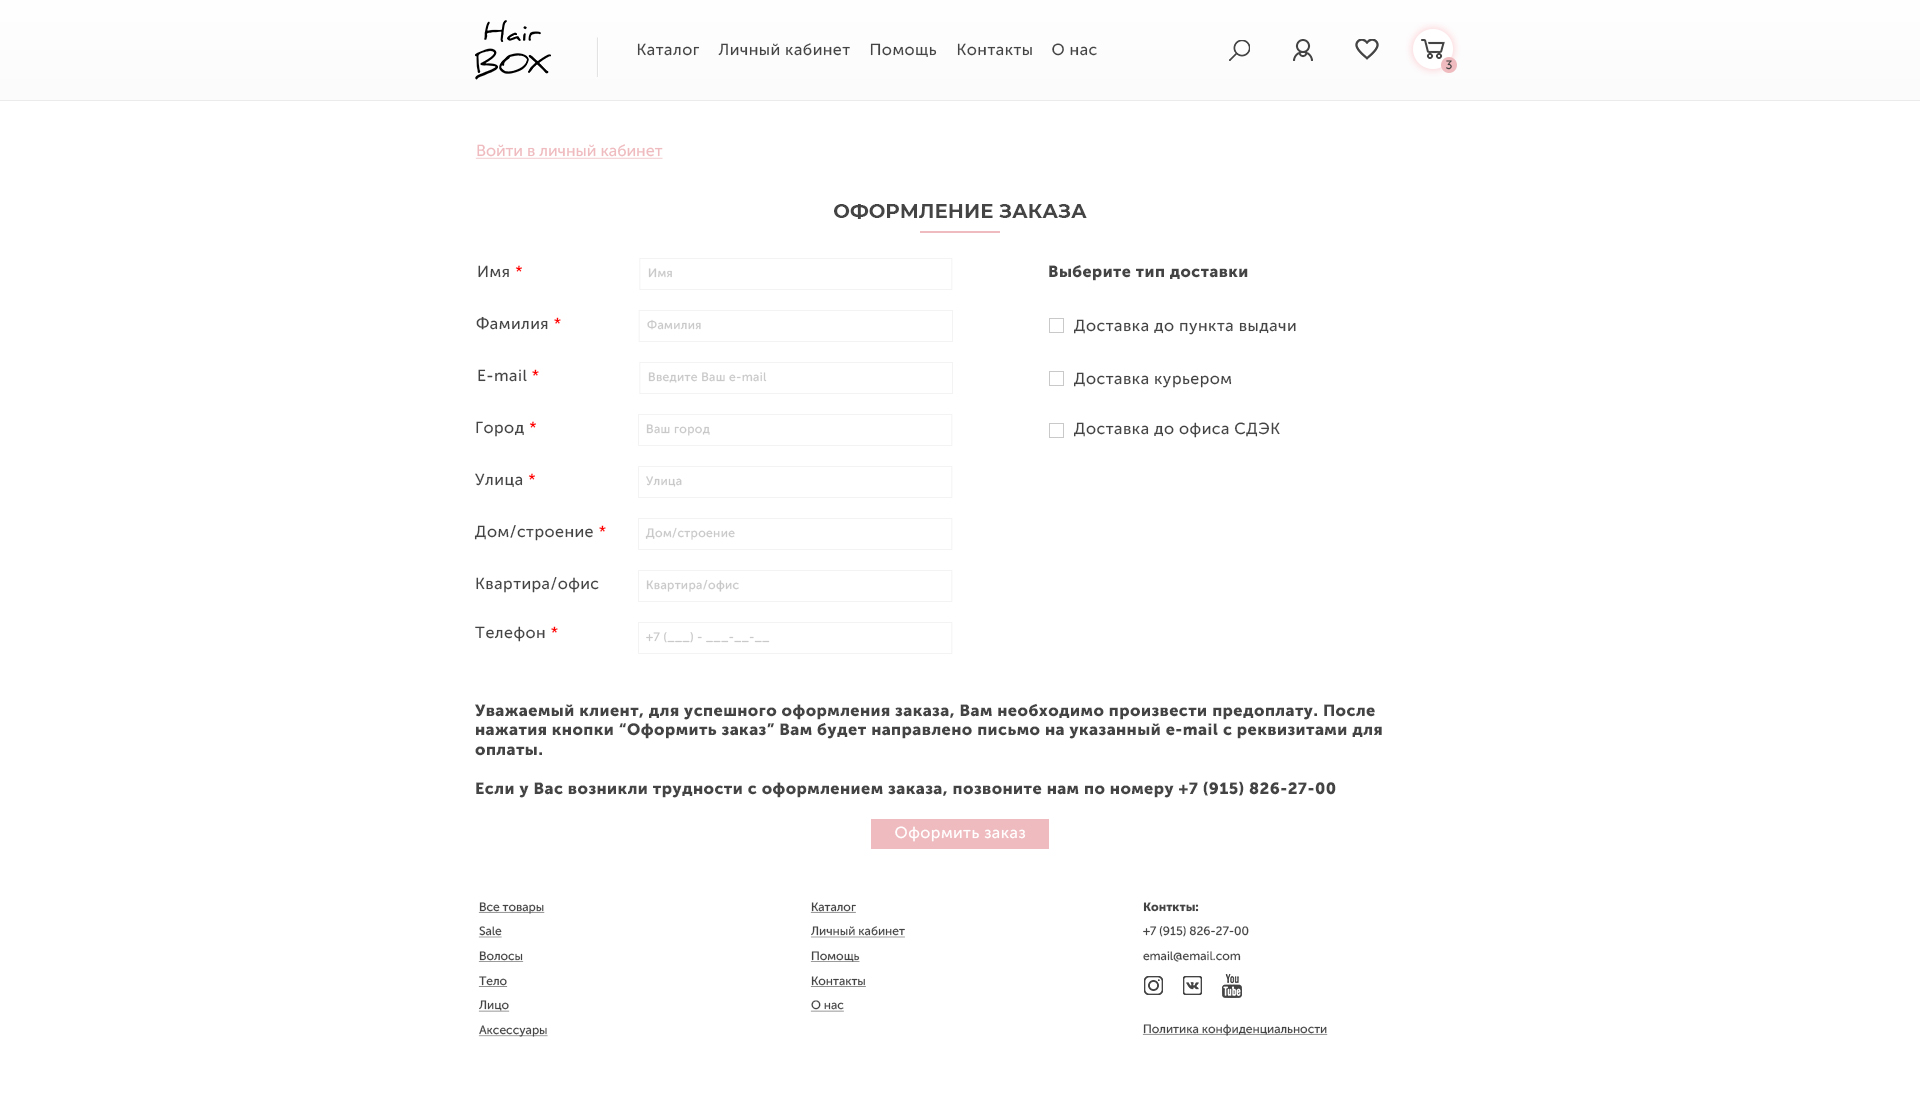 Hair
BOX
Каталог Личный кабинет Помощь Контакты О нас
3
Войти в личный кабинет
ОФОРМЛЕНИЕ ЗАКАЗА
Имя *
Имя
Выберите тип доставки
Фамилия *
Фамилия
Доставка до пункта выдачи
E-mail *
Введите Ваш e-mail
Доставка курьером
Город *
Ваш город
Доставка до офиса СДЭК
Улица *
Улица
Дом/строение *
Дом/строение
Квартира/офис
Квартира/офис
Телефон *
+7 (___) - ___-__-__
Уважаемый клиент, для успешного оформления заказа, Вам необходимо произвести предоплату. После
нажатия кнопки “Оформить заказ” Вам будет направлено письмо на указанный e-mail с реквизитами для
оплаты.
Если у Вас возникли трудности с оформлением заказа, позвоните нам по номеру +7 (915) 826-27-00
Оформить заказ
Все товары
Sale
Волосы
Тело
Лицо
Аксессуары
Каталог
Личный кабинет
Помощь
Контакты
О нас
Конткты:
+7 (915) 826-27-00
email@email.com
You
Tube
Политика конфиденциальности